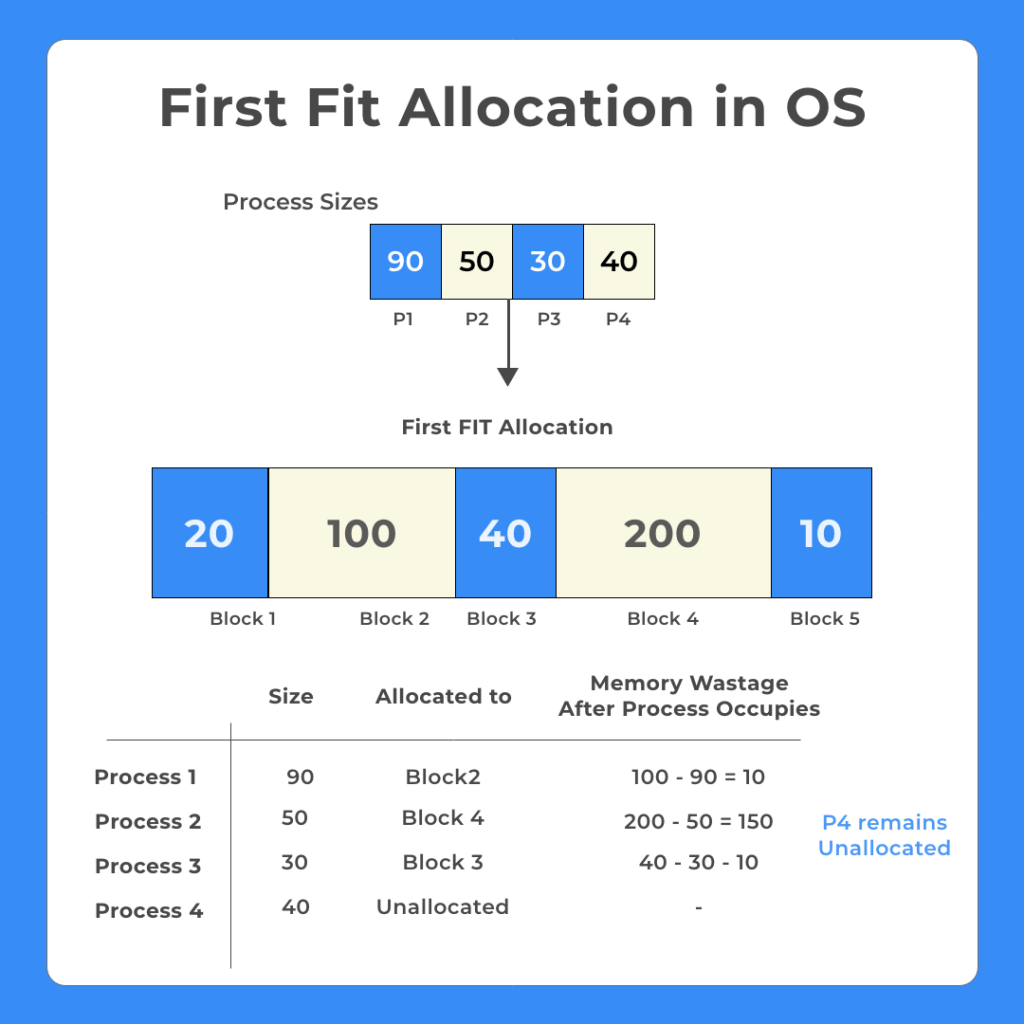 First Fit Allocation in OS
Process Sizes
90 50 30 40
P1 P2 P3 P4
First FIT Allocation
20 100 40 200 10
Block 1 Block 2 Block 3 Block 4 Block 5
Size Allocated to Memory Wastage
After Process Occupies
Process 1 90 Block2 100 - 90 = 10
Process 2 50 Block 4 200 - 50 = 150
Process 3 30 Block 3 40 - 30 - 10
Process 4 40 Unallocated -
P4 remains
Unallocated